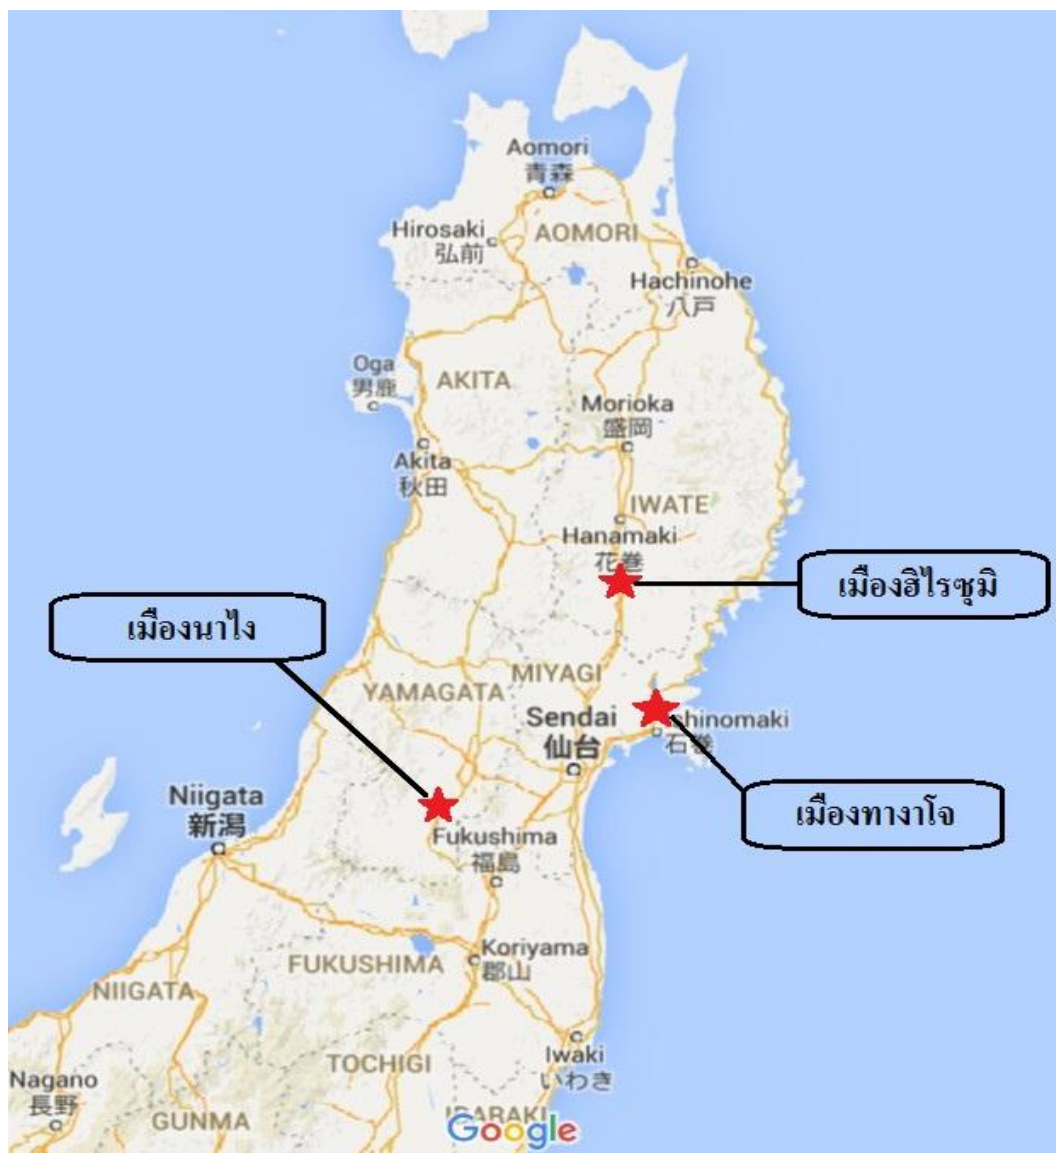 Aomori
青森
Hirosaki
弘前
AOMORI
Hachinohe
八戸
Oga
男鹿
AKITA
Morioka
盛岡
Akita
秋田
IWATE
Hanamaki
花巻
เมืองฮิไรซุมิ
เมืองนาไง
MIYAGI
YAMAGATA
Sendai
仙台
shinomaki
石巻
เมืองทางาโจ
Niigata
新潟
Fukushima
福島
Koriyama
郡山
FUKUSHIMA
NIIGATA
Iwaki
いわき
TOCHIGI
Nagano
長野
GUNMA
IBARAKI
Google